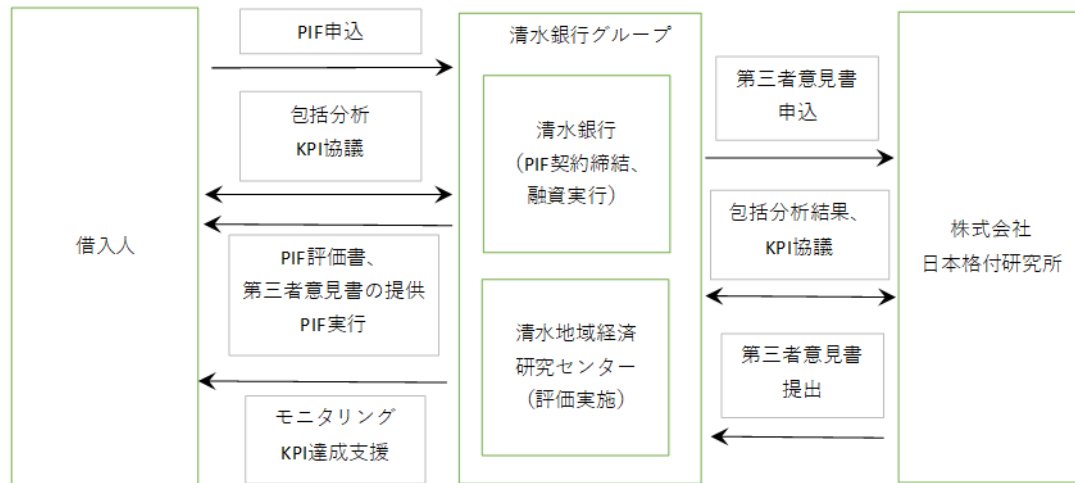 借入人
PIF申込
包括分析
KPI協議
PIF評価書、
第三者意見書の提供
PIF実行
モニタリング
KPI達成支援
清水銀行グループ
清水銀行
（PIF契約締結、
融資実行）
清水地域経済
研究センター
（評価実施）
第三者意見書
申込
包括分析結果、
KPI協議
第三者意見書
提出
株式会社
日本格付研究所